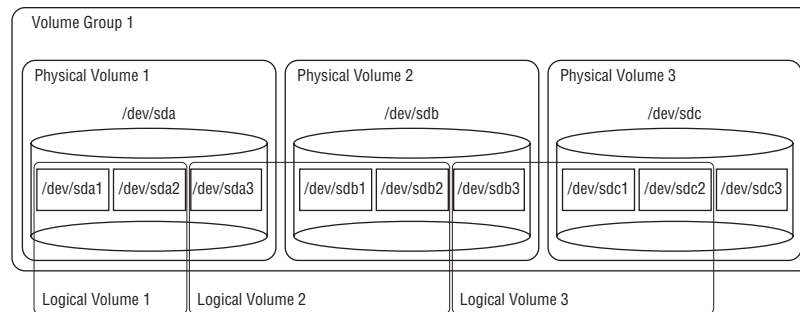 Volume Group 1
Physical Volume 1
Physical Volume 2
Physical Volume 3
/dev/sda
/dev/sdb
/dev/sdc
/dev/sda1
/dev/sda2
/dev/sda3
/dev/sdb1
/dev/sdb2
/dev/sdb3
/dev/sdc1
/dev/sdc2
/dev/sdc3
Logical Volume 1
Logical Volume 2
Logical Volume 3